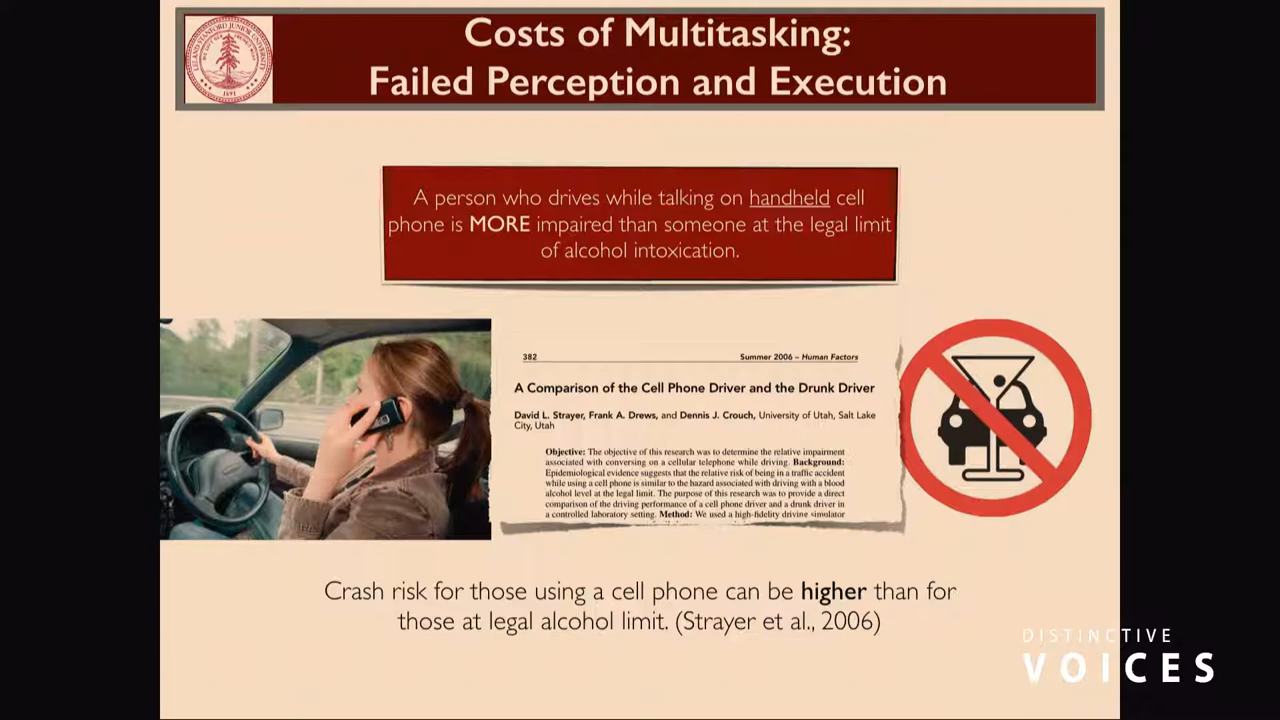 Costs of Multitasking:
Failed Perception and Execution
A person who drives while talking on handheld cell
phone is MORE impaired than someone at the legal limit
of alcohol intoxication.
382
Summer 2006 – Human Factors
A Comparison of the Cell Phone Driver and the Drunk Driver
David L. Strayer, Frank A. Drews, and Dennis J. Crouch, University of Utah, Salt Lake
City, Utah
Objective: The objective of this research was to determine the relative impairment
associated with conversing on a cellular telephone while driving. Background:
Epidemiological evidence suggests that the relative risk of being in a traffic accident
while using a cell phone is similar to the hazard associated with driving with a blood
alcohol level at the legal limit. The purpose of this research was to provide a direct
comparison of the driving performance of a cell phone driver and a drunk driver in
a controlled laboratory setting. Method: We used a high-fidelity driving simulator
Crash risk for those using a cell phone can be higher than for
those at legal alcohol limit. (Strayer et al., 2006)
DISTINCTIVE
VOICES